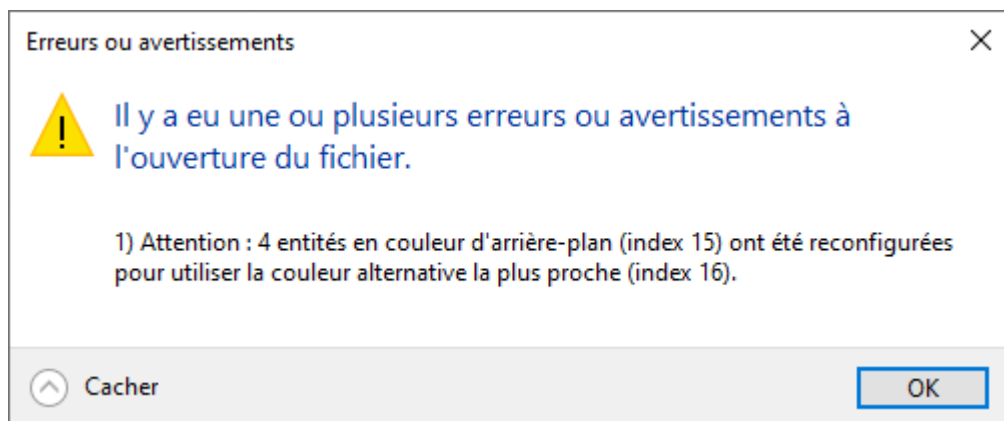 Erreurs ou avertissements
Il y a eu une ou plusieurs erreurs ou avertissements à
l'ouverture du fichier.
1) Attention : 4 entités en couleur d'arrière-plan (index 15) ont été reconfigurées
pour utiliser la couleur alternative la plus proche (index 16).
Cacher
OK